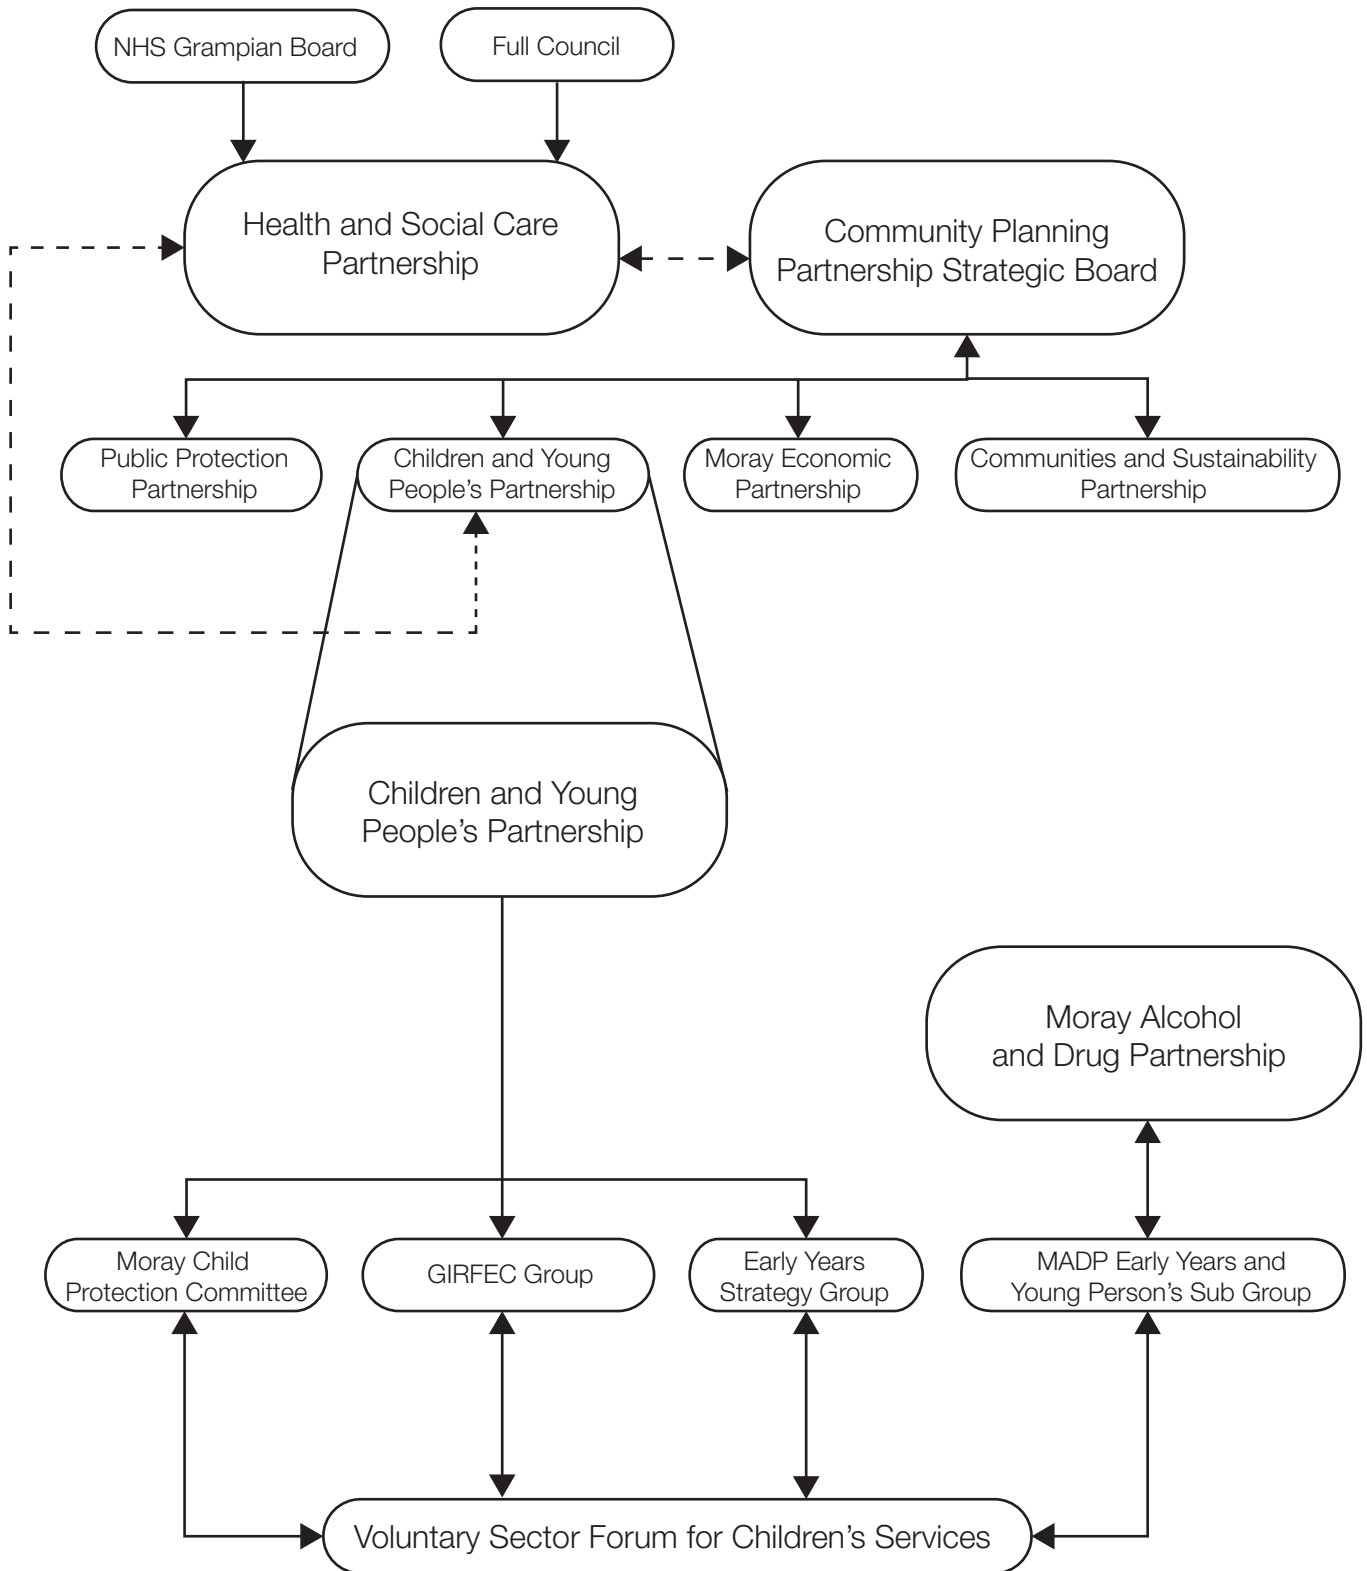 NHS Grampian Board
Full Council
Health and Social Care
Partnership
Community Planning
Partnership Strategic Board
Public Protection
Partnership
Children and Young
People’s Partnership
Moray Economic
Partnership
Communities and Sustainability
Partnership
Children and Young
People’s Partnership
Moray Alcohol
and Drug Partnership
Moray Child
Protection Committee
GIRFEC Group
Early Years
Strategy Group
MADP Early Years and
Young Person’s Sub Group
Voluntary Sector Forum for Children’s Services